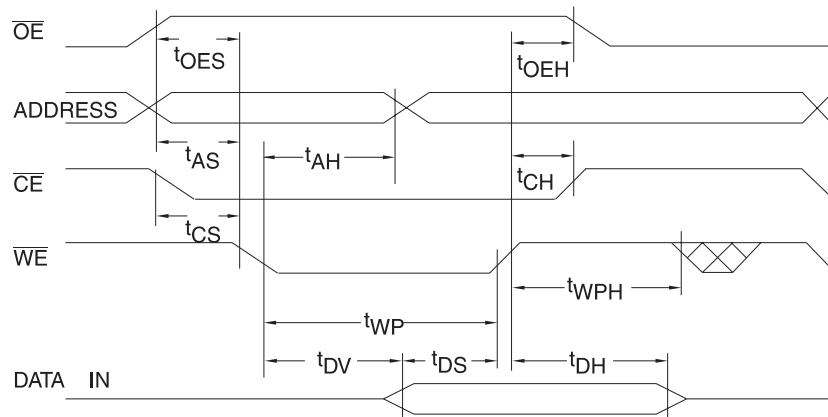 OE
tOES
tOEH
ADDRESS
tAS
tAH
tCH
CE
tCS
WE
tWPH
tWP
tDV
tDS
tDH
DATA IN